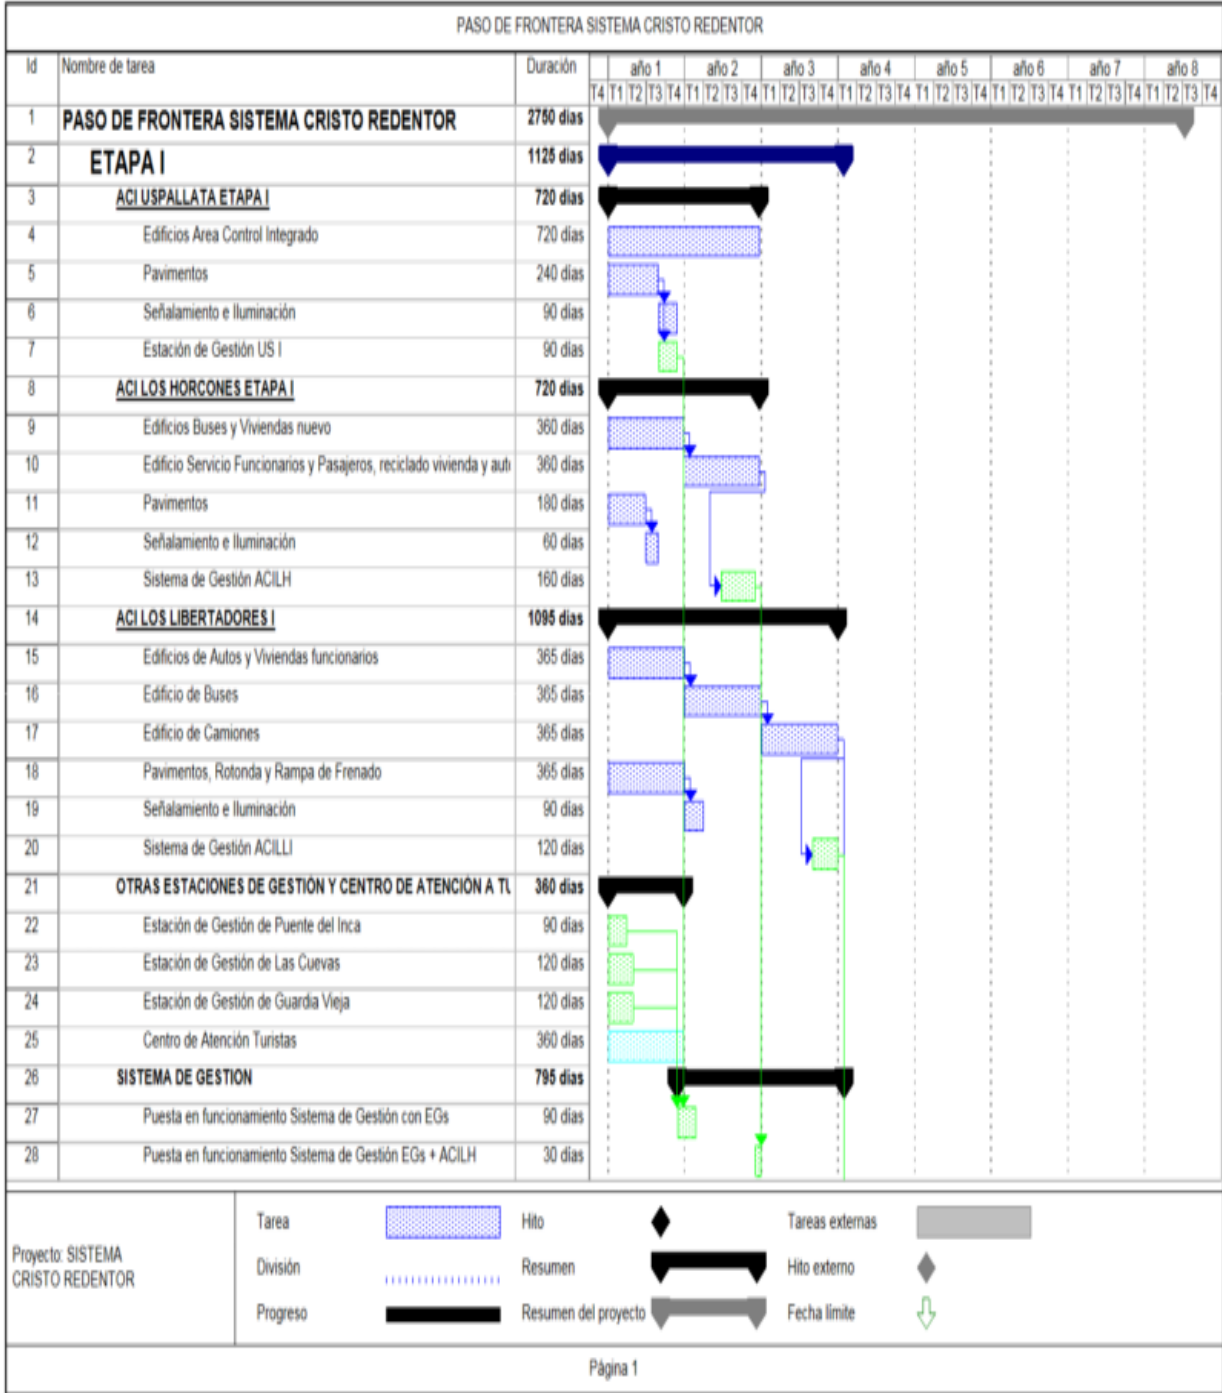 PASO DE FRONTERA SISTEMA CRISTO REDENTOR
Id Nombre de tarea Duración año 1 año 2 año 3 año 4 año 5 año 6 año 7 año 8
T4 T1 T2 T3 T4 T1 T2 T3 T4 T1 T2 T3 T4 T1 T2 T3 T4 T1 T2 T3 T4 T1 T2 T3 T4 T1 T2 T3 T4 T1 T2 T3 T4
1 PASO DE FRONTERA SISTEMA CRISTO REDENTOR 2750 días
2 ETAPA I 1125 días
3 ACI USPALLATA ETAPA I 720 días
4 Edificios Area Control Integrado 720 días
5 Pavimentos 240 días
6 Señalamiento e Iluminación 90 días
7 Estación de Gestión US I 90 días
8 ACI LOS HORCONES ETAPA I 720 días
9 Edificios Buses y Viviendas nuevo 360 días
10 Edificio Servicio Funcionarios y Pasajeros, reciclado vivienda y aut 360 días
11 Pavimentos 180 días
12 Señalamiento e Iluminación 60 días
13 Sistema de Gestión ACILH 160 días
14 ACI LOS LIBERTADORES I 1095 días
15 Edificios de Autos y Viviendas funcionarios 365 días
16 Edificio de Buses 365 días
17 Edificio de Camiones 365 días
18 Pavimentos, Rotonda y Rampa de Frenado 365 días
19 Señalamiento e Iluminación 90 días
20 Sistema de Gestión ACILLI 120 días
21 OTRAS ESTACIONES DE GESTIÓN Y CENTRO DE ATENCIÓN A TU 360 días
22 Estación de Gestión de Puente del Inca 90 días
23 Estación de Gestión de Las Cuevas 120 días
24 Estación de Gestión de Guardia Vieja 120 días
25 Centro de Atención Turistas 360 días
26 SISTEMA DE GESTION 795 días
27 Puesta en funcionamiento Sistema de Gestión con EGs 90 días
28 Puesta en funcionamiento Sistema de Gestión EGs + ACILH 30 días
Proyecto: SISTEMA
CRISTO REDENTOR
Tarea Hito Tareas externas
División Resumen Hito externo
Progreso Resumen del proyecto Fecha límite
Página 1